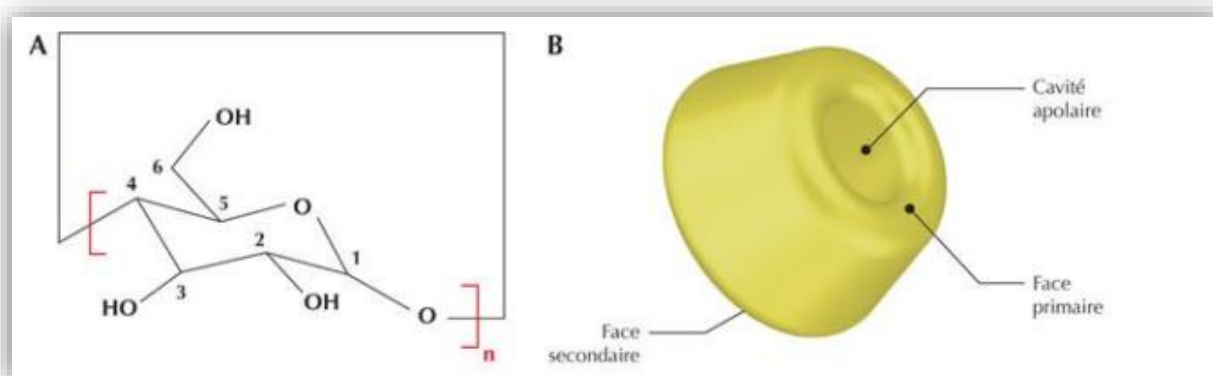 A
OH
6
4
5
O
2
1
HO
3
OH
O
n
B
Cavité
apolaire
Face
primaire
Face
secondaire